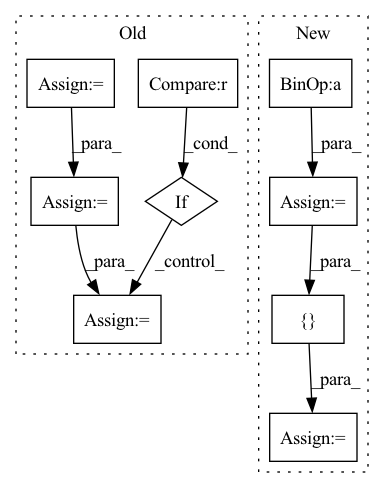 Old
New
Assign:=
Compare:r
BinOp:a
_para_
_cond_
_para_
Assign:=
If
Assign:=
_para_
_control_
_para_
Assign:=
{}
_para_
Assign:=